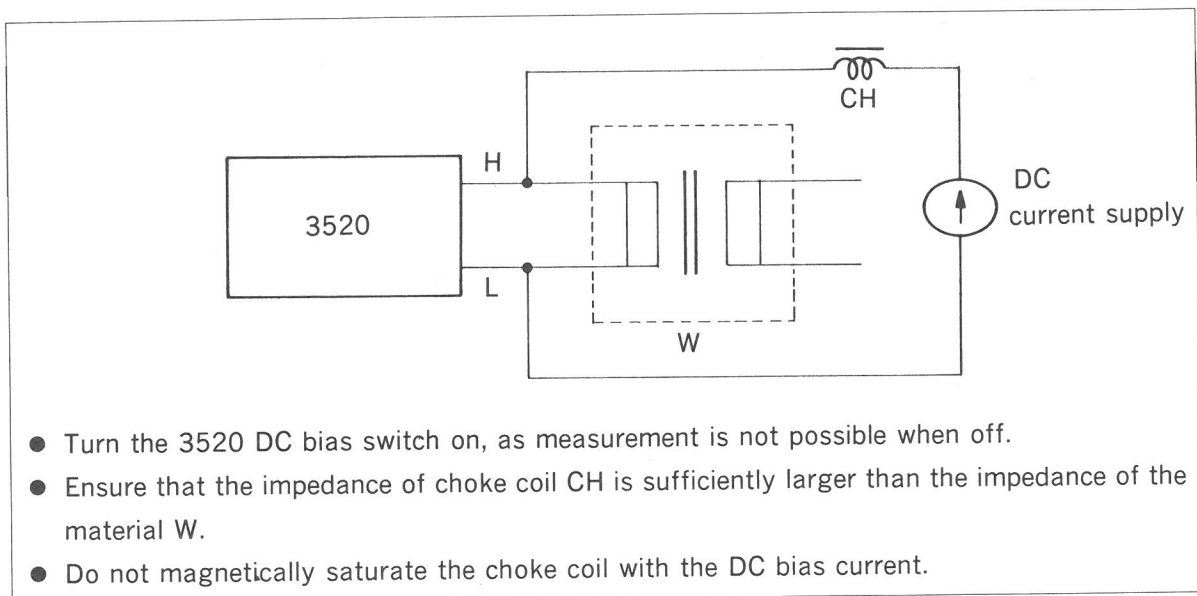 CH
H
DC
3520
current supply
L
W
● Turn the 3520 DC bias switch on, as measurement is not possible when off.
● Ensure that the impedance of choke coil CH is sufficiently larger than the impedance of the
material W.
● Do not magnetically saturate the choke coil with the DC bias current.